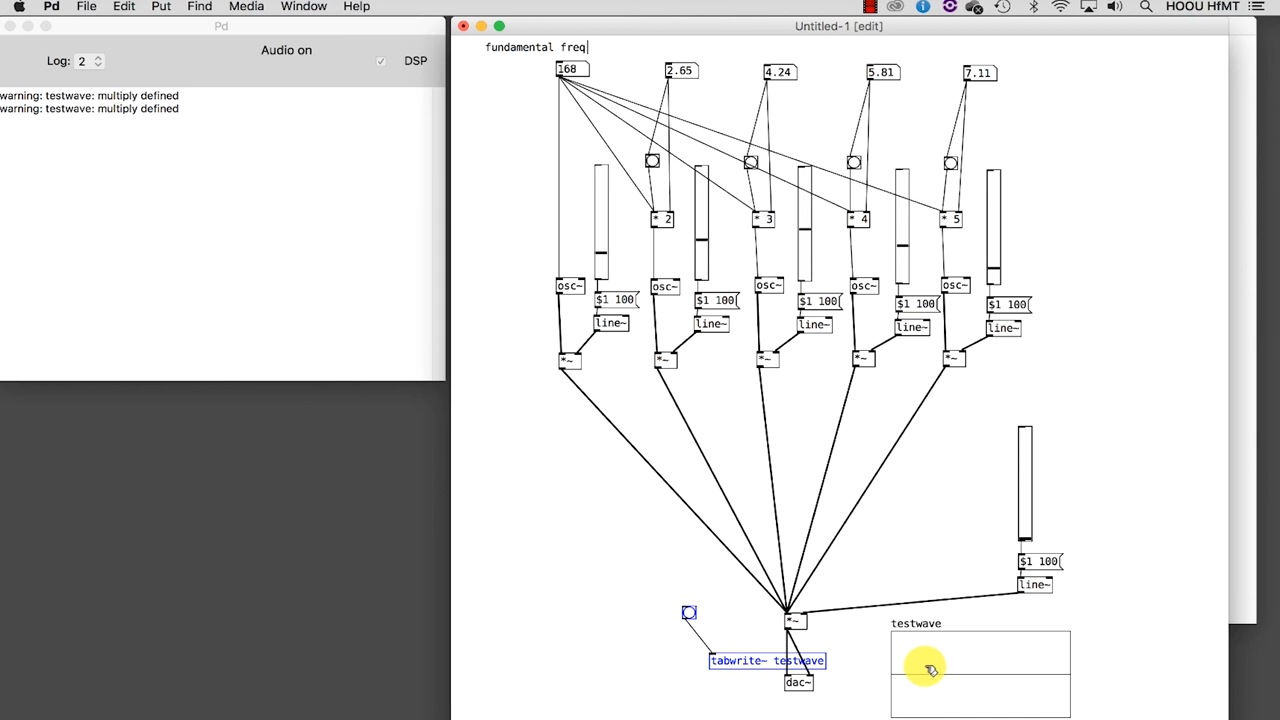 Pd File Edit Put Find Media Window Help HOOU HfMT
Pd
Untitled-1 [edit]
Audio on
Log: 2 DSP
warning: testwave: multiply defined
warning: testwave: multiply defined
fundamental freq
168 2.65 4.24 5.81 7.11
* 2 * 3 * 4 * 5
osc~ osc~ osc~ osc~ osc~
$1 100 $1 100 $1 100 $1 100 $1 100
line~ line~ line~ line~ line~
*~ *~ *~ *~ *~
$1 100
line~
*~
testwave
tabwrite~ testwave
dac~